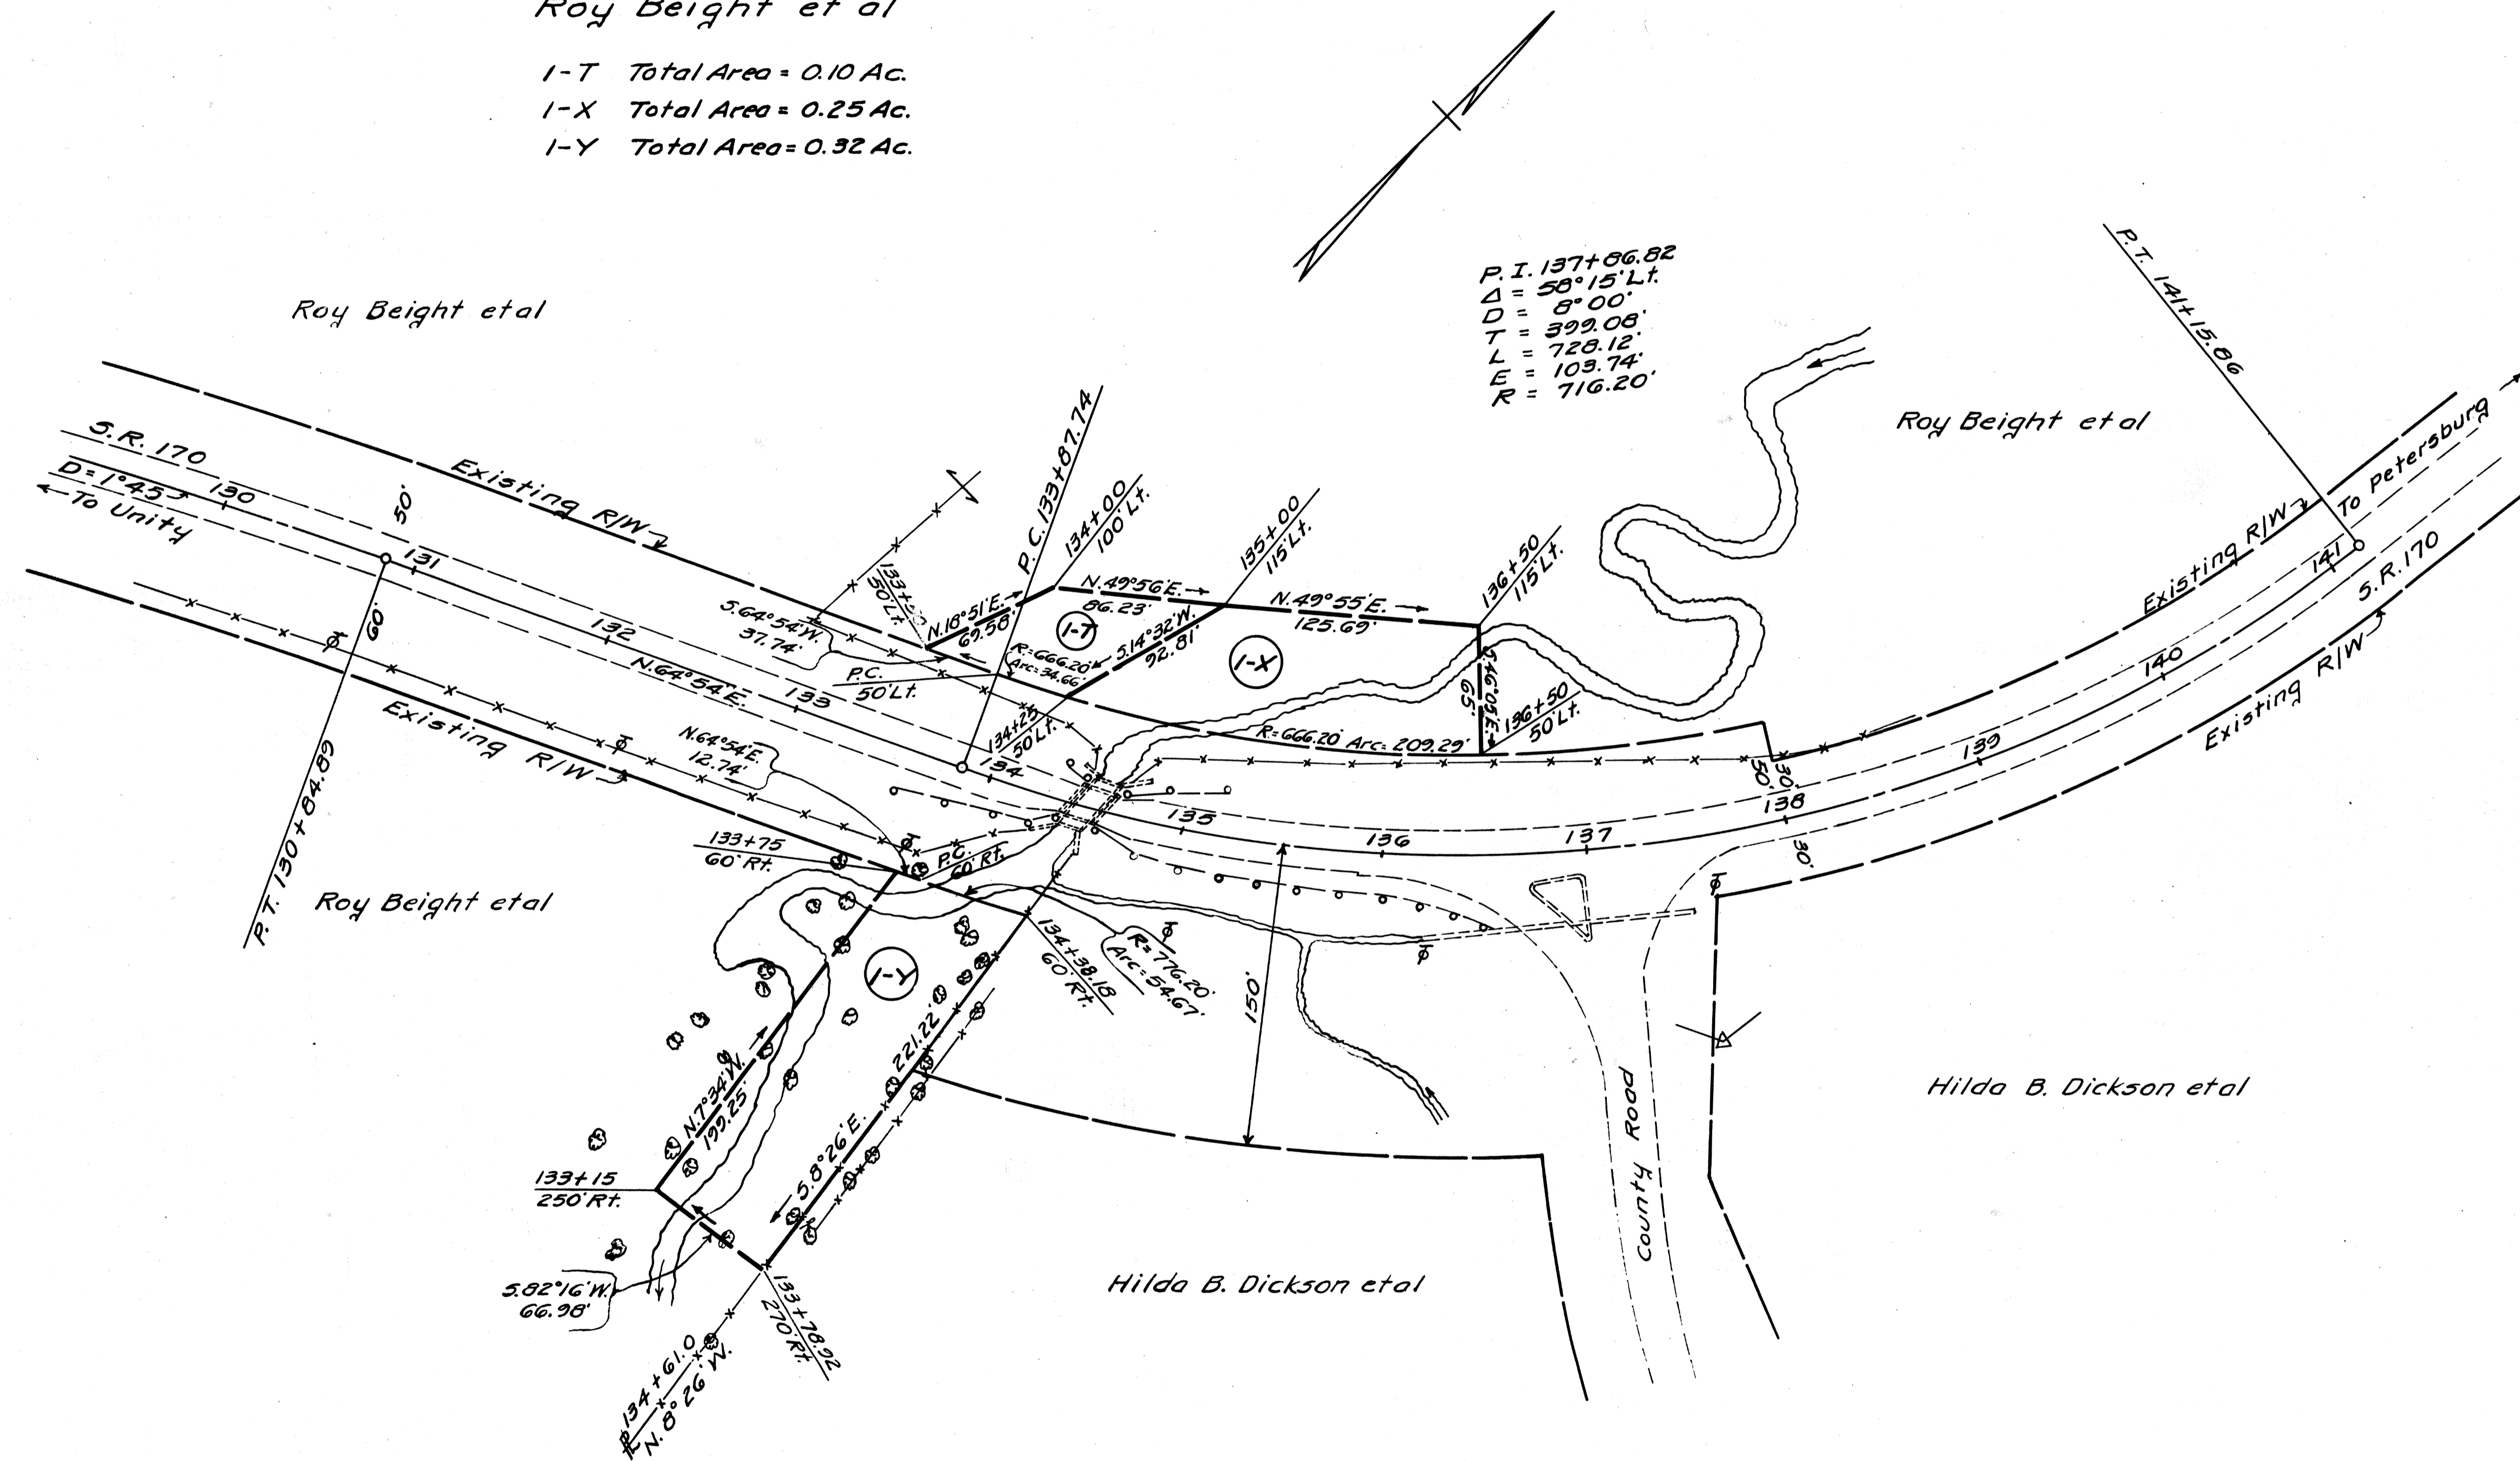 Roy Beight et al
1-T Total Area = 0.10 Ac.
1-X Total Area = 0.25 Ac.
1-Y Total Area = 0.32 Ac.
P.I. 137+86.82
Δ = 58°15' Lt.
D = 8°00'
T = 399.08'
L = 728.12'
E = 103.74'
R = 716.20'
P.T. 141+15.86
Roy Beight et al
Roy Beight et al
S.R. 170
D = 1°45'
To Unity
Existing R/W
50'
60'
130
131
132
133
134
135
136
137
138
139
140
141
P.C. 133+87.74
134+00
100' Lt.
135+00
115' Lt.
136+50
115' Lt.
133+50
50' Lt.
N. 18°51' E.
69.58'
N. 49°56' E.
86.23'
N. 49°55' E.
125.69'
1-T
S. 14°32' W.
92.81'
1-X
S. 64°54' W.
37.74'
R=666.20'
Arc=34.66'
P.C.
50' Lt.
S. 46°05' E.
65'
136+50
50' Lt.
134+25
50' Lt.
R=666.20' Arc= 209.29'
N. 64°54' E.
Existing R/W
N. 64°54' E.
12.74'
133+75
60' Rt.
P.C.
60' Rt.
50'
30'
30'
Existing R/W
To Petersburg
S.R. 170
Existing R/W
P.T. 130+84.89
Roy Beight et al
1-Y
134+38.18
60' Rt.
R=776.20'
Arc=54.67'
150'
N. 7°34' W.
199.25'
221.22'
S. 8°26' E.
133+15
250' Rt.
S. 82°16' W.
66.98'
133+78.92
270' Rt.
PL 134+61.0
N. 8°26' W.
County Road
Hilda B. Dickson et al
Hilda B. Dickson et al